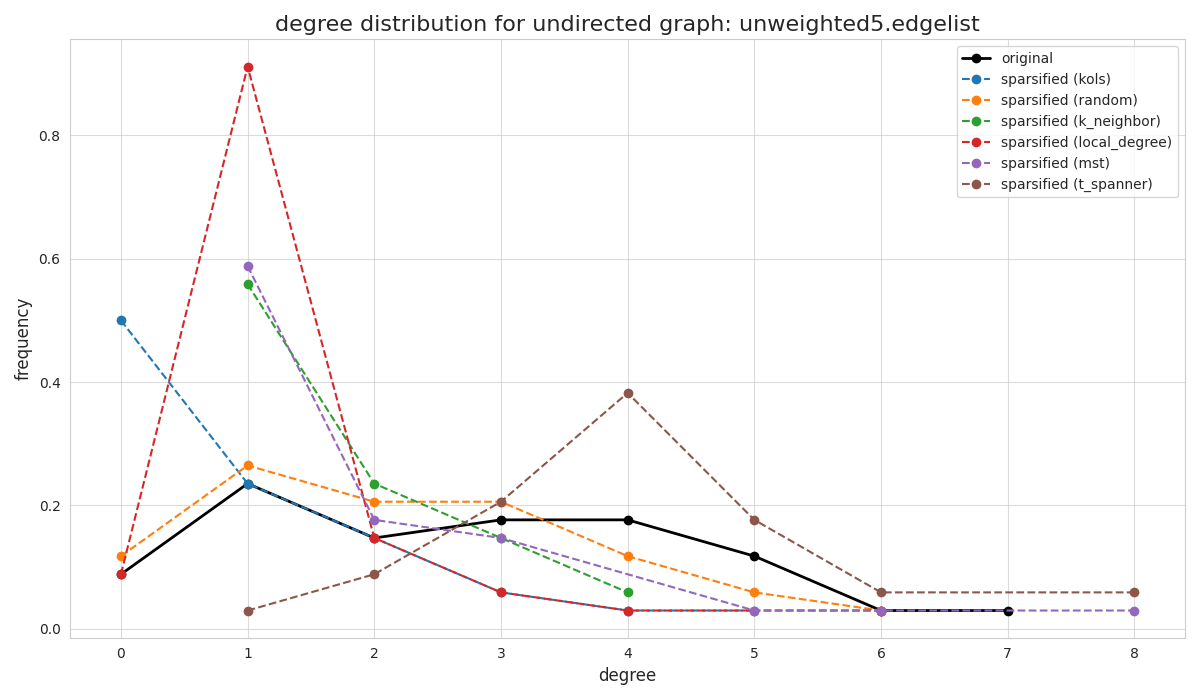 degree distribution for undirected graph: unweighted5.edgelist
original
sparsified (kols)
sparsified (random)
sparsified (k_neighbor)
sparsified (local_degree)
sparsified (mst)
sparsified (t_spanner)
frequency
0.8
0.6
0.4
0.2
0.0
0 1 2 3 4 5 6 7 8
degree